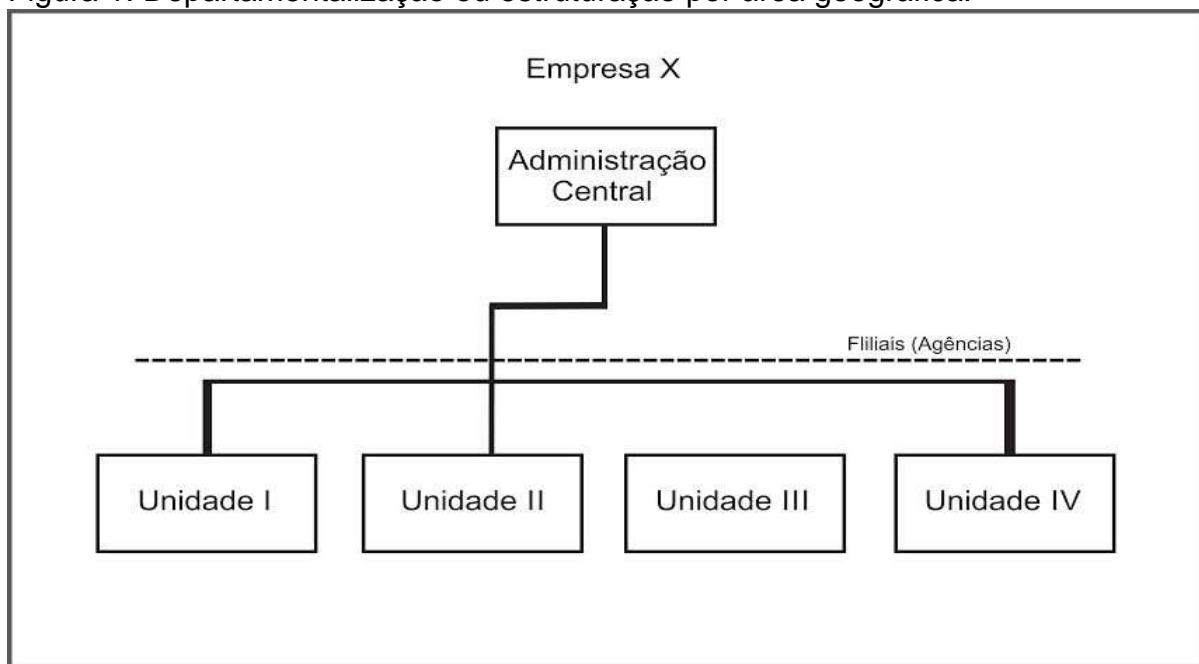 Figura 1: Departamentalização ou estruturação por área geográfica.
Empresa X
Administração
Central
Fliliais (Agências)
Unidade I
Unidade II
Unidade III
Unidade IV